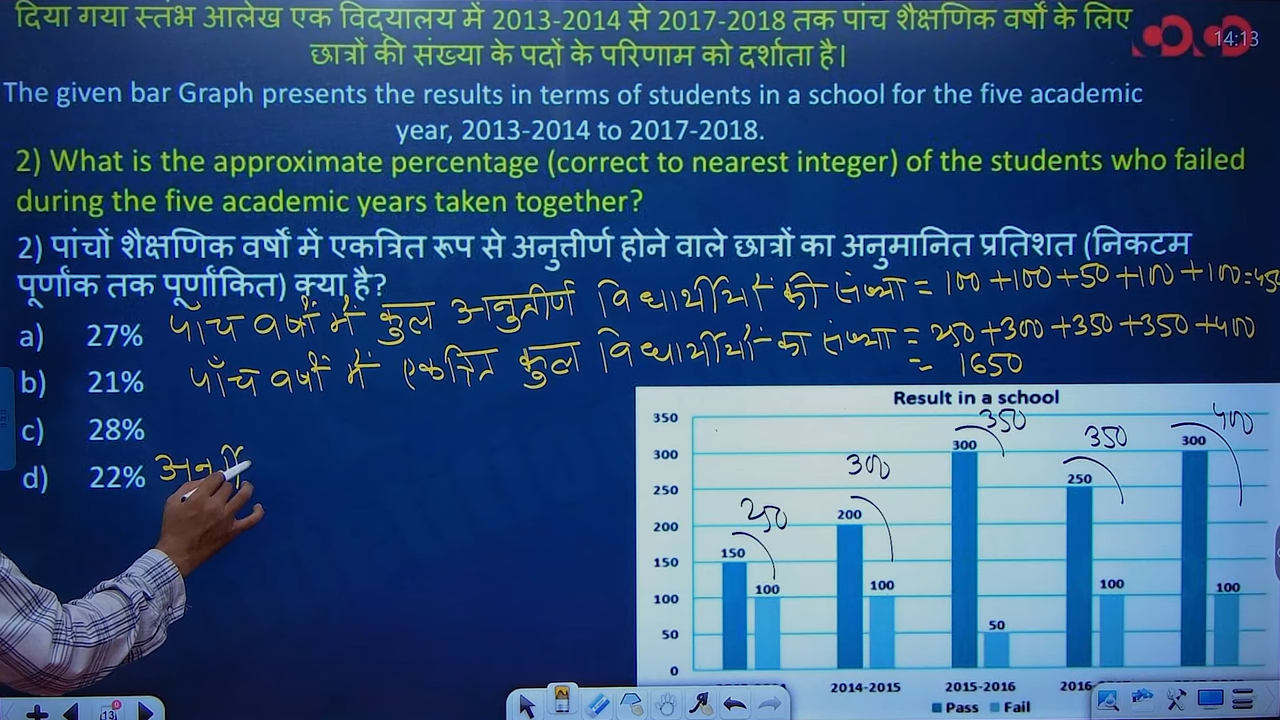 दिया गया स्तंभ आलेख एक विद्यालय में 2013-2014 से 2017-2018 तक पांच शैक्षणिक वर्षों के लिए
14:13
छात्रों की संख्या के पदों के परिणाम को दर्शाता है।
The given bar Graph presents the results in terms of students in a school for the five academic
year, 2013-2014 to 2017-2018.
2) What is the approximate percentage (correct to nearest integer) of the students who failed
during the five academic years taken together?
2) पांचों शैक्षणिक वर्षों में एकत्रित रूप से अनुत्तीर्ण होने वाले छात्रों का अनुमानित प्रतिशत (निकटम
पूर्णांक तक पूर्णांकित) क्या है?
पाँच वर्षों में कुल अनुत्तीर्ण विधार्थीयों की संख्या = 100 +100 +50 +100 +100 =450
पाँच वर्षों में एकत्रित कुल विधार्थीयों का संख्या = 250 +300 +350 +350 +400
= 1650
a) 27%
b) 21%
c) 28%
d) 22%
Result in a school
350
300
250
200
150
100
50
0
150
100
250
200
100
300
300
50
350
250
100
350
300
100
400
2014-2015
2015-2016
2016-
Pass
Fail
13